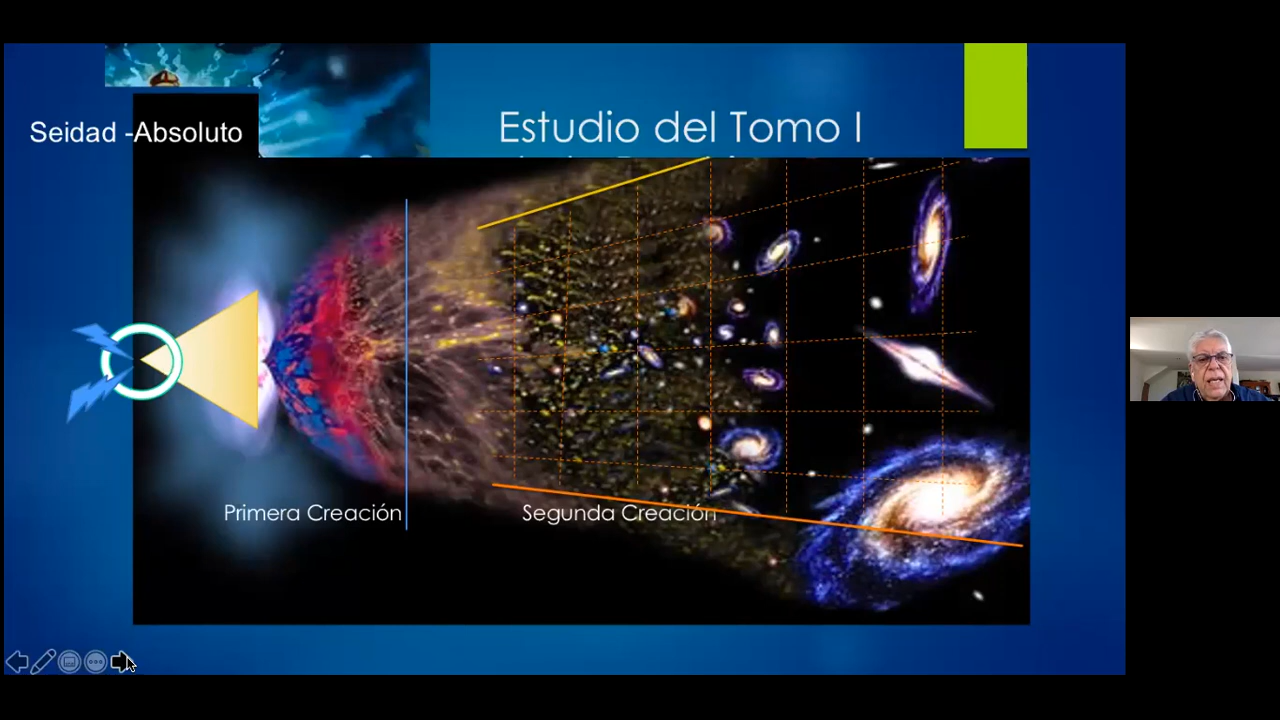 Estudio del Tomo I
Seidad -Absoluto
Primera Creación
Segunda Creación